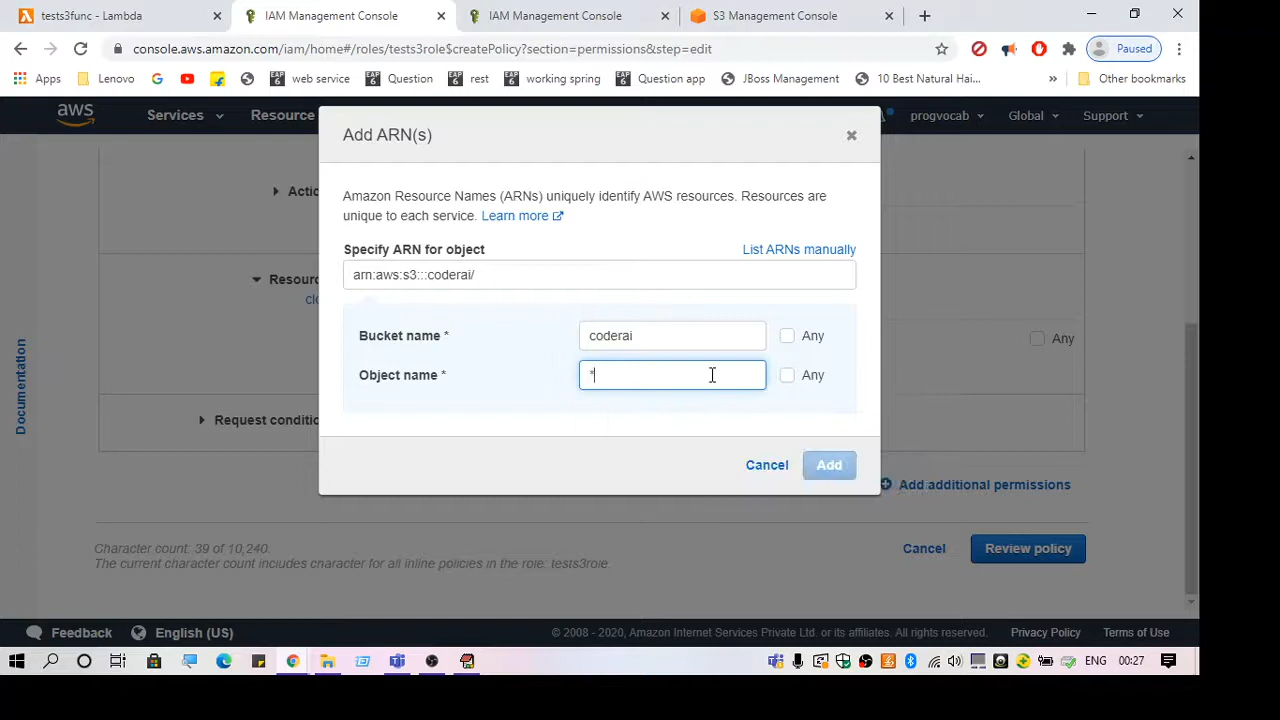 tests3func - Lambda
IAM Management Console
IAM Management Console
S3 Management Console
console.aws.amazon.com/iam/home#/roles/tests3role$createPolicy?section=permissions&step=edit
Paused
Apps
Lenovo
web service
Question
rest
working spring
Question app
JBoss Management
10 Best Natural Hai...
»
Other bookmarks
aws
Services
Resource
progvocab
Global
Support
Add ARN(s)
Actio
Amazon Resource Names (ARNs) uniquely identify AWS resources. Resources are
unique to each service. Learn more
Specify ARN for object
List ARNs manually
arn:aws:s3:::coderai/
Resour
clo
Bucket name *
coderai
Any
Any
Object name *
*
Any
Documentation
Request conditio
Cancel
Add
Add additional permissions
Character count: 39 of 10,240.
The current character count includes character for all inline policies in the role: tests3role.
Cancel
Review policy
Feedback
English (US)
© 2008 - 2020, Amazon Internet Services Private Ltd. or its affiliates. All rights reserved.
Privacy Policy
Terms of Use
ENG
00:27